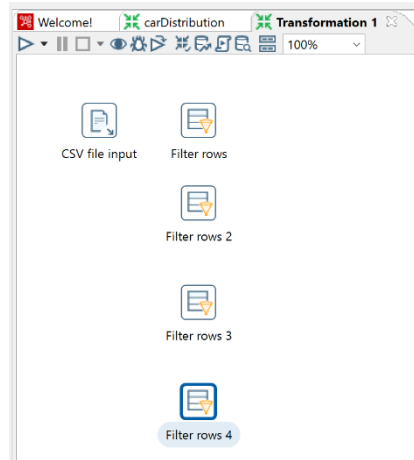 Welcome! carDistribution Transformation 1
100%
CSV file input Filter rows
Filter rows 2
Filter rows 3
Filter rows 4